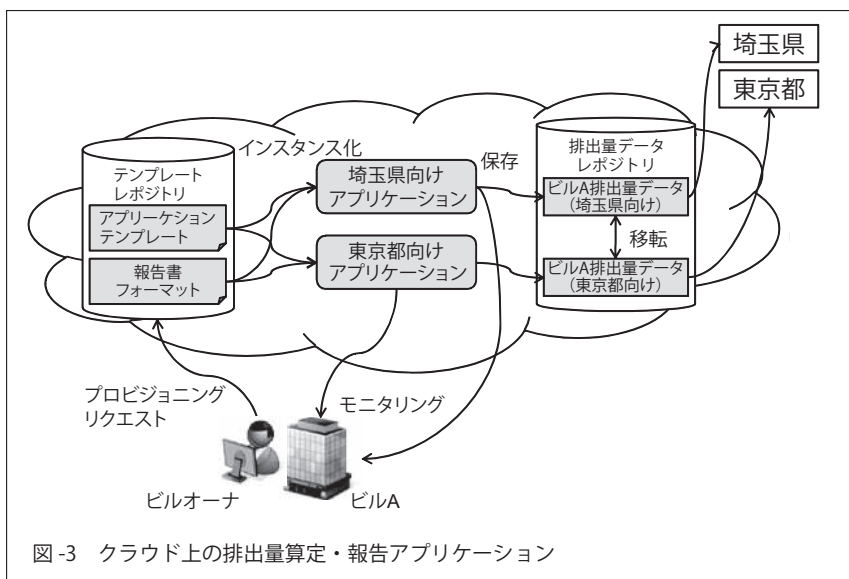 埼玉県
東京都
インスタンス化
保存
テンプレート
レポジトリ
アプリーケション
テンプレート
報告書
フォーマット
埼玉県向け
アプリケーション
東京都向け
アプリケーション
排出量データ
レポジトリ
ビルA排出量データ
(埼玉県向け)
移転
ビルA排出量データ
(東京都向け)
プロビジョニング
リクエスト
モニタリング
ビルオーナ
ビルA
図-3 クラウド上の排出量算定・報告アプリケーション